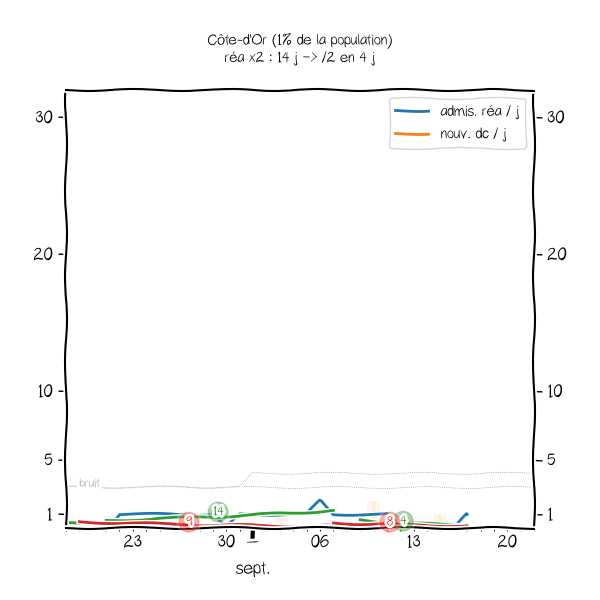 Côte-d'Or (1% de la population)
réa x2 : 14 j -> /2 en 4 j
admis. réa / j
nouv. dc / j
30 30
20 20
10 10
5 5
bruit
14
1 9 8 4 1
23 30 06 13 20
sept.